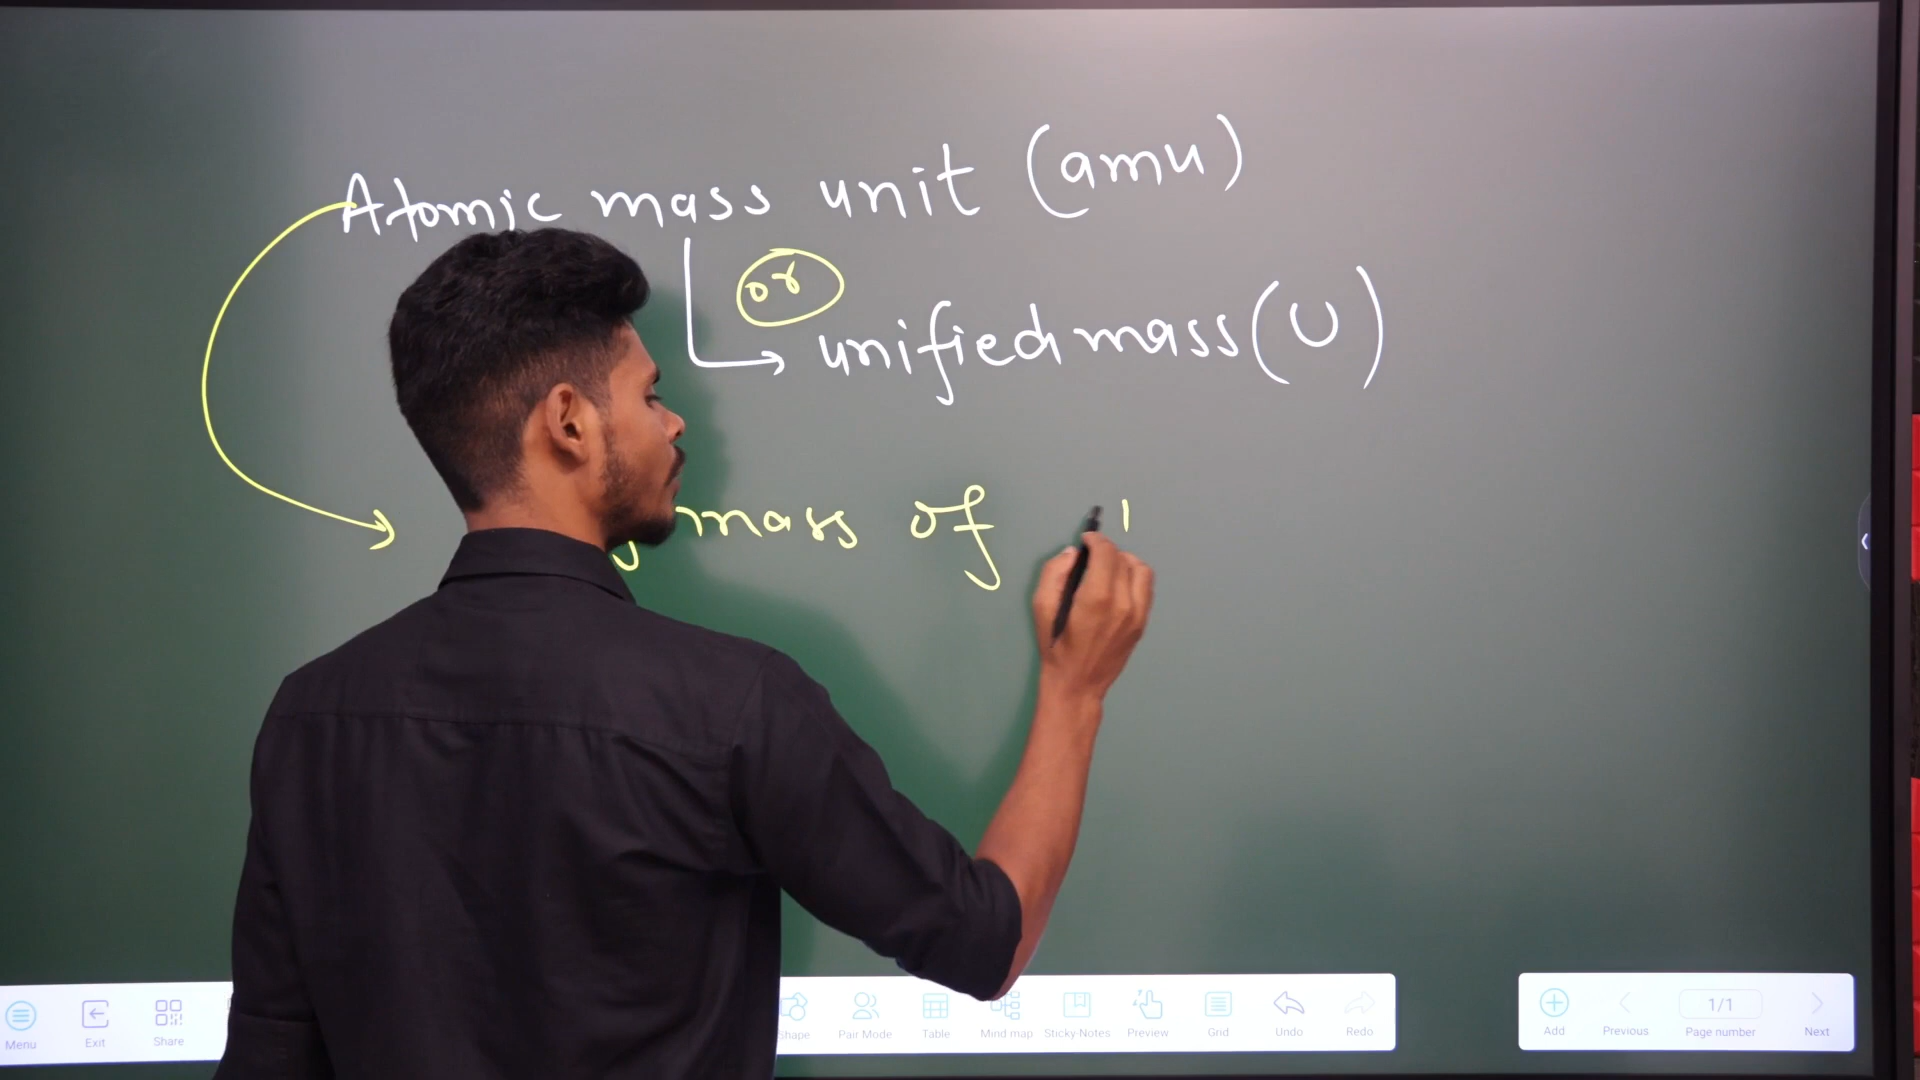 Atomic mass unit (amu)
or
unified mass (U)
mass of
Menu Exit Share Shape Pair Mode Table Mind map Sticky Notes Preview Grid Undo Redo
Add Previous 1/1 Page number Next